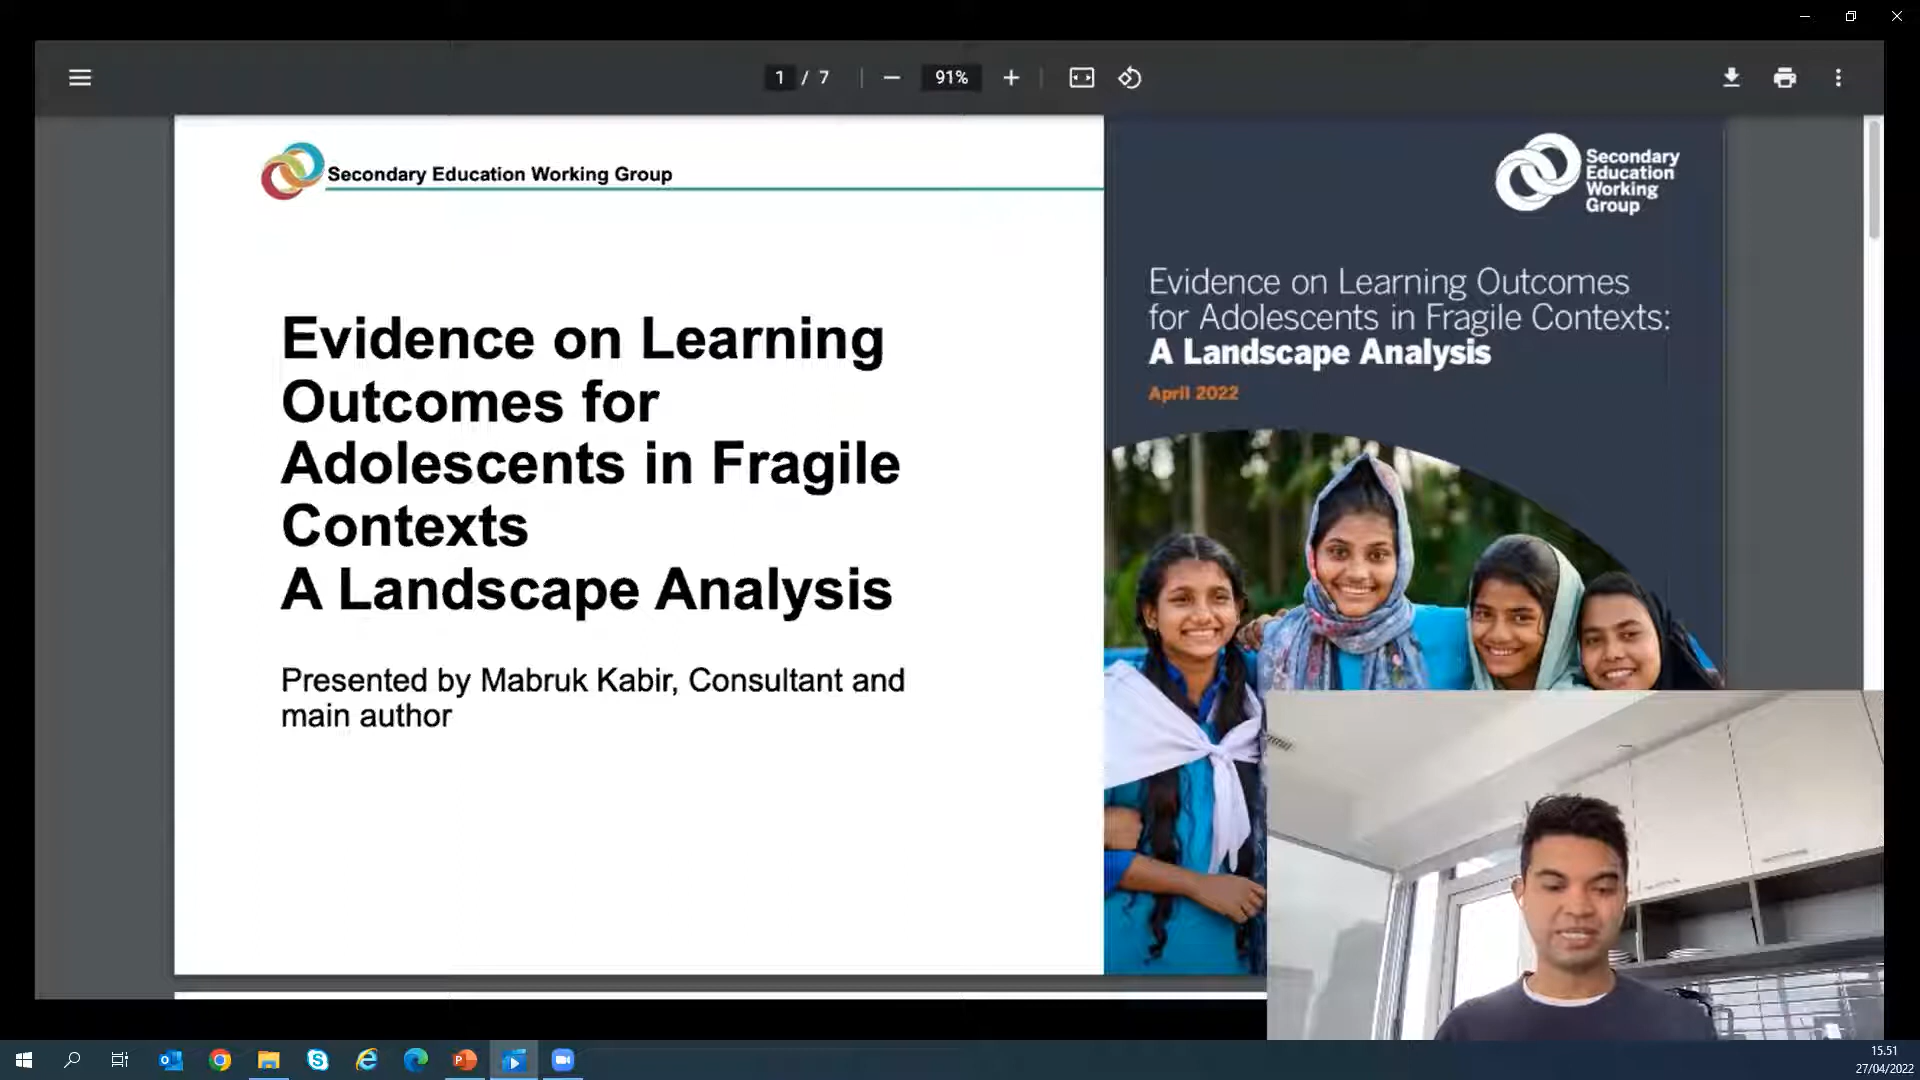 1 / 7
91%
Secondary Education Working Group
Evidence on Learning
Outcomes for
Adolescents in Fragile
Contexts
A Landscape Analysis
Presented by Mabruk Kabir, Consultant and
main author
Secondary
Education
Working
Group
Evidence on Learning Outcomes
for Adolescents in Fragile Contexts:
A Landscape Analysis
April 2022
15.51
27/04/2022